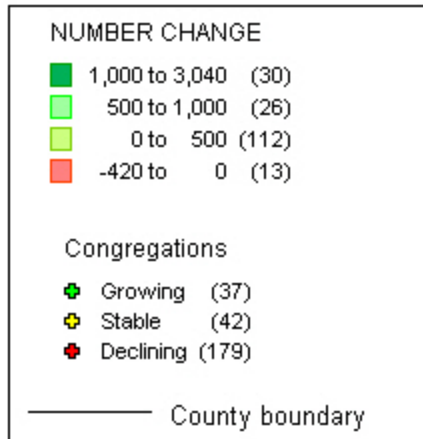 NUMBER CHANGE
1,000 to 3,040 (30)
500 to 1,000 (26)
0 to 500 (112)
-420 to 0 (13)
Congregations
Growing (37)
Stable (42)
Declining (179)
County boundary